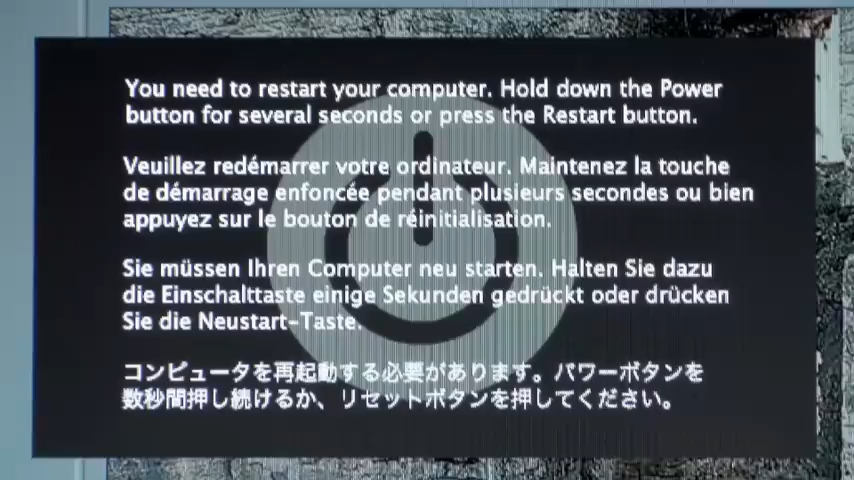 You need to restart your computer. Hold down the Power
button for several seconds or press the Restart button.
Veuillez redémarrer votre ordinateur. Maintenez la touche
de démarrage enfoncée pendant plusieurs secondes ou bien
appuyez sur le bouton de réinitialisation.
Sie müssen Ihren Computer neu starten. Halten Sie dazu
die Einschalttaste einige Sekunden gedrückt oder drücken
Sie die Neustart-Taste.
コンピュータを再起動する必要があります。パワーボタンを
数秒間押し続けるか、リセットボタンを押してください。